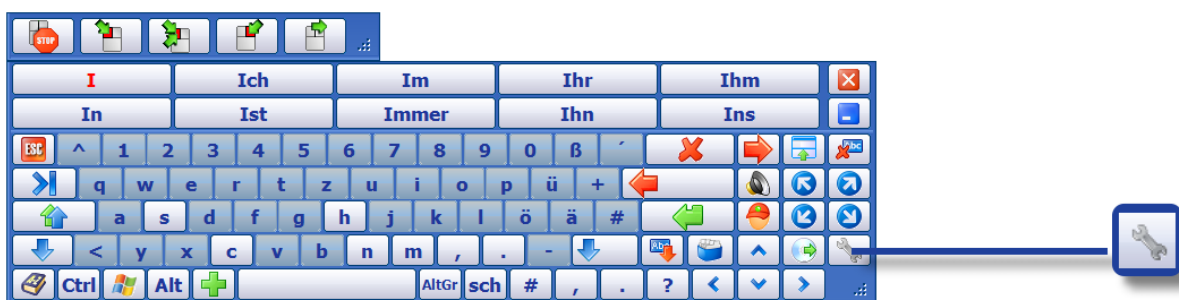 STOP
I Ich Im Ihr Ihm
In Ist Immer Ihn Ins
ESC ^ 1 2 3 4 5 6 7 8 9 0 ß ´ Abc
q w e r t z u i o p ü +
a s d f g h j k l ö ä #
< y x c v b n m , . -
Ctrl Alt AltGr sch # , . ?